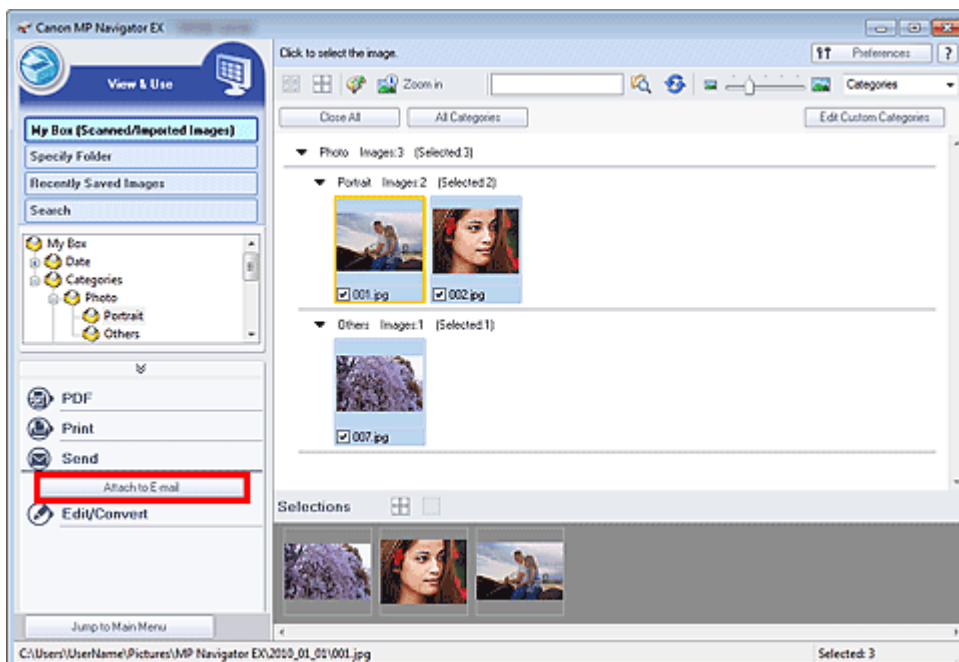 Canon MP Navigator EX
View & Use
My Box (Scanned/Imported Images)
Specify Folder
Recently Saved Images
Search
My Box
Date
Categories
Photo
Portrait
Others
PDF
Print
Send
Attach to E-mail
Edit/Convert
Jump to Main Menu
Click to select the image.
Preferences
?
Zoom in
Categories
Close All
All Categories
Edit Custom Categories
Photo Images:3 (Selected:3)
Portrait Images:2 (Selected:2)
001.jpg
002.jpg
Others Images:1 (Selected:1)
007.jpg
Selections
C:\Users\UserName\Pictures\MP Navigator EX\2010_01_01\001.jpg
Selected: 3